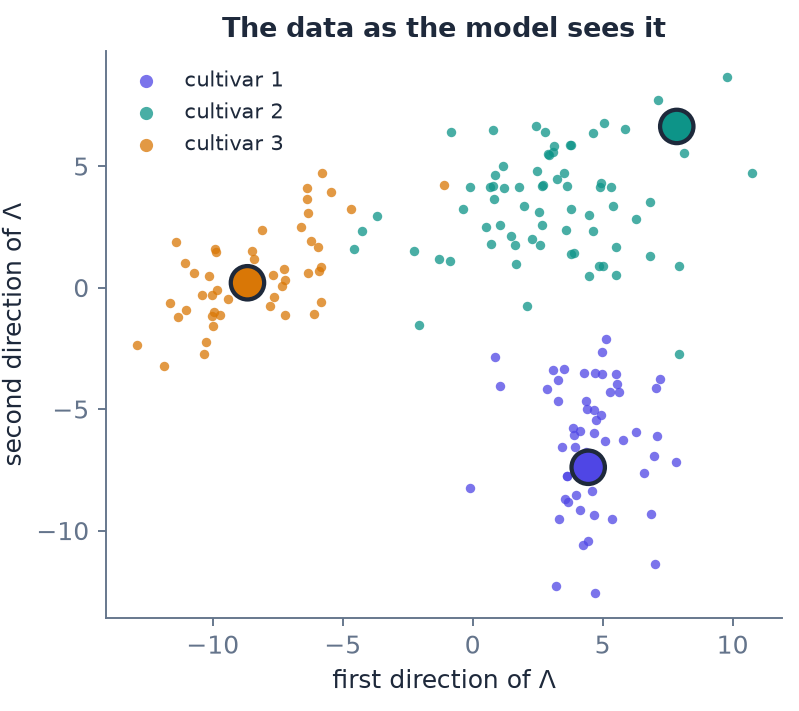 The data as the model sees it
cultivar 1
cultivar 2
cultivar 3
second direction of Λ
5
0
−5
−10
−10
−5
0
5
10
first direction of Λ